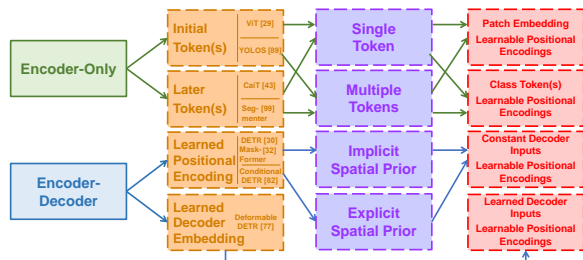 Encoder-Only
Initial
Token(s)
ViT [29]
YOLOS [89]
Later
Token(s)
CaiT [43]
Seg- [99]
menter
Single
Token
Multiple
Tokens
Patch Embedding
Learnable Positional
Encodings
Class Token(s)
Learnable Positional
Encodings
Encoder-
Decoder
Learned
Positional
Encoding
DETR [30]
Mask-[32]
Former
Conditional
DETR [82]
Learned
Decoder
Embedding
Deformable
DETR [77]
Implicit
Spatial Prior
Explicit
Spatial Prior
Constant Decoder
Inputs
Learnable Positional
Encodings
Learned Decoder
Inputs
Learnable Positional
Encodings